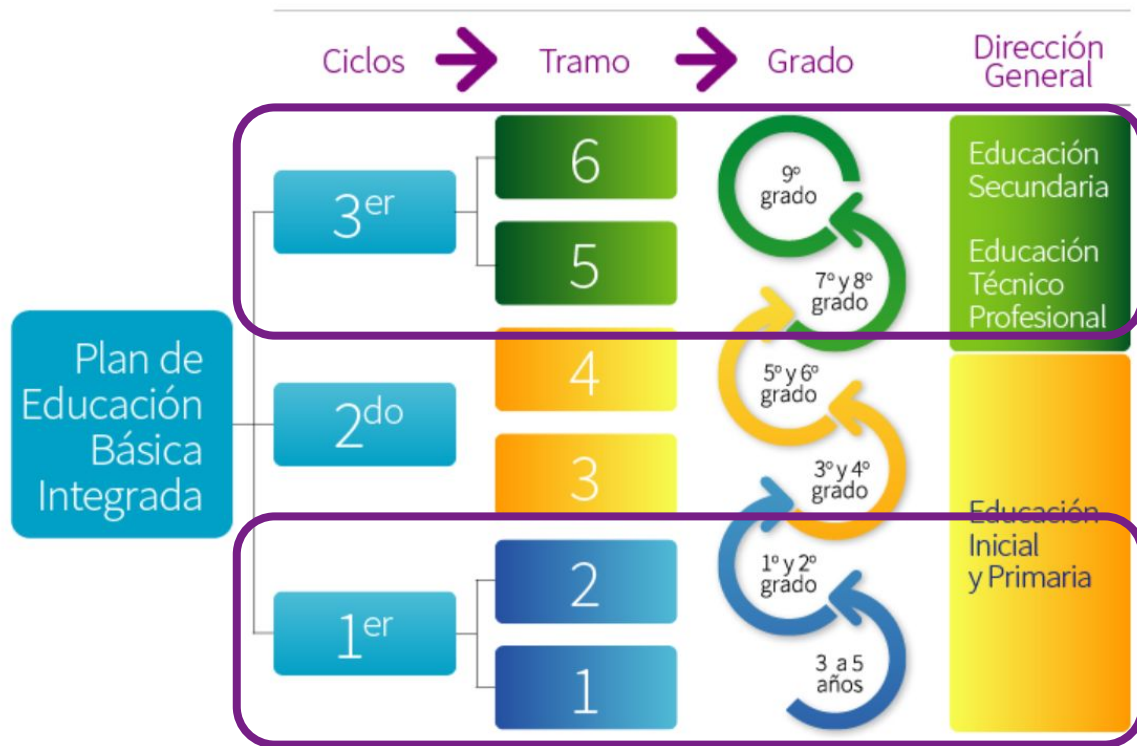 Ciclos
Tramo
Grado
Dirección
General
Plan de
Educación
Básica
Integrada
3er
6
5
9º
grado
7º y 8º
grado
Educación
Secundaria
Educación
Técnico
Profesional
2do
4
3
5º y 6º
grado
3º y 4º
grado
1er
2
1
1º y 2º
grado
3 a 5
años
Educación
Inicial
y Primaria